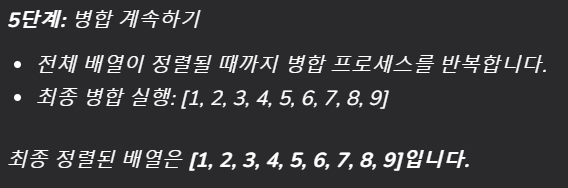 5단계: 병합 계속하기
• 전체 배열이 정렬될 때까지 병합 프로세스를 반복합니다.
• 최종 병합 실행: [1, 2, 3, 4, 5, 6, 7, 8, 9]
최종 정렬된 배열은 [1, 2, 3, 4, 5, 6, 7, 8, 9]입니다.